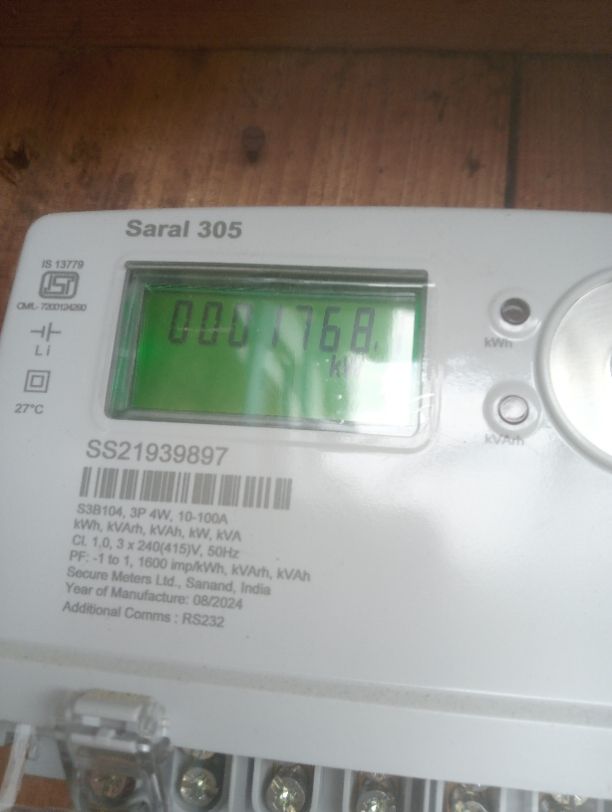 Saral 305
IS 13779
CM/L- 7200124260
Li
27°C
0001768
kWh
kVArh
SS21939897
S3B104, 3P 4W, 10-100A
kWh, kVArh, kVAh, kW, kVA
Cl. 1.0, 3 x 240(415)V, 50Hz
PF: -1 to 1, 1600 imp/kWh, kVArh, kVAh
Secure Meters Ltd., Sanand, India
Year of Manufacture: 08/2024
Additional Comms : RS232